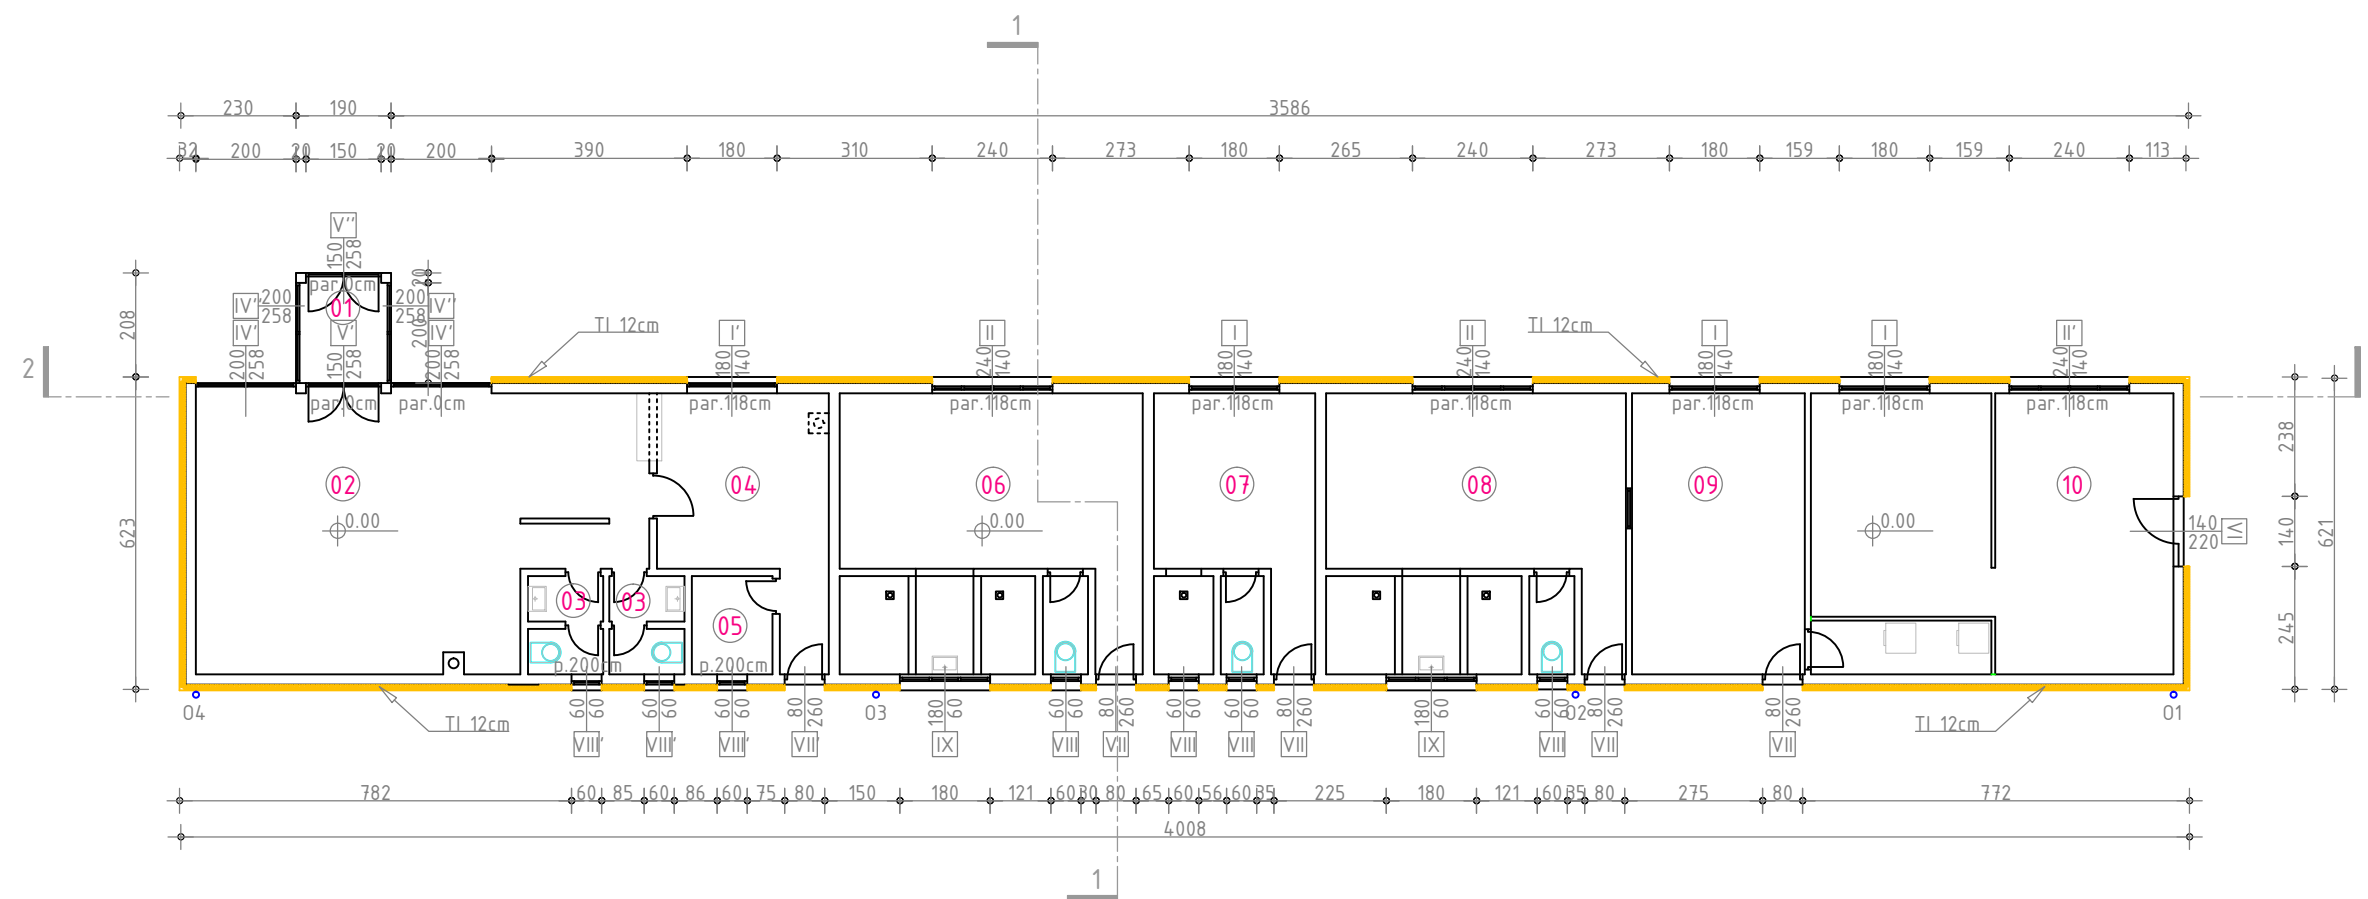 1
230 190 3586
32 200 20 150 20 200 390 180 310 240 273 180 265 240 273 180 159 180 159 240 113
V''
150
258
20
par.0cm
IV'' 200
258
01
200
258
IV''
208
200
TI 12cm
TI 12cm
IV'
V'
IV'
I'
II
I
II
I
I
II'
200
258
150
258
200
258
180
140
240
140
180
140
240
140
180
140
180
140
240
140
2
par.0cm par.0cm par.118cm par.118cm par.118cm par.118cm par.118cm par.118cm par.118cm
238
02 04 06 07 08 09 10
0.00 0.00 0.00
140
220
VI
623
140
621
03 03
05
245
p.200cm p.200cm
O4 O3 O2 O1
TI 12cm
TI 12cm
60
60
60
60
60
60
80
260
180
60
60
60
80
260
60
60
60
60
80
260
180
60
60
60
80
260
80
260
VIII' VIII' VIII' VII' IX VIII VII VIII VIII VII IX VIII VII VII
782 60 85 60 86 60 75 80 150 180 121 60 30 80 65 60 56 60 35 225 180 121 60 35 80 275 80 772
4008
1